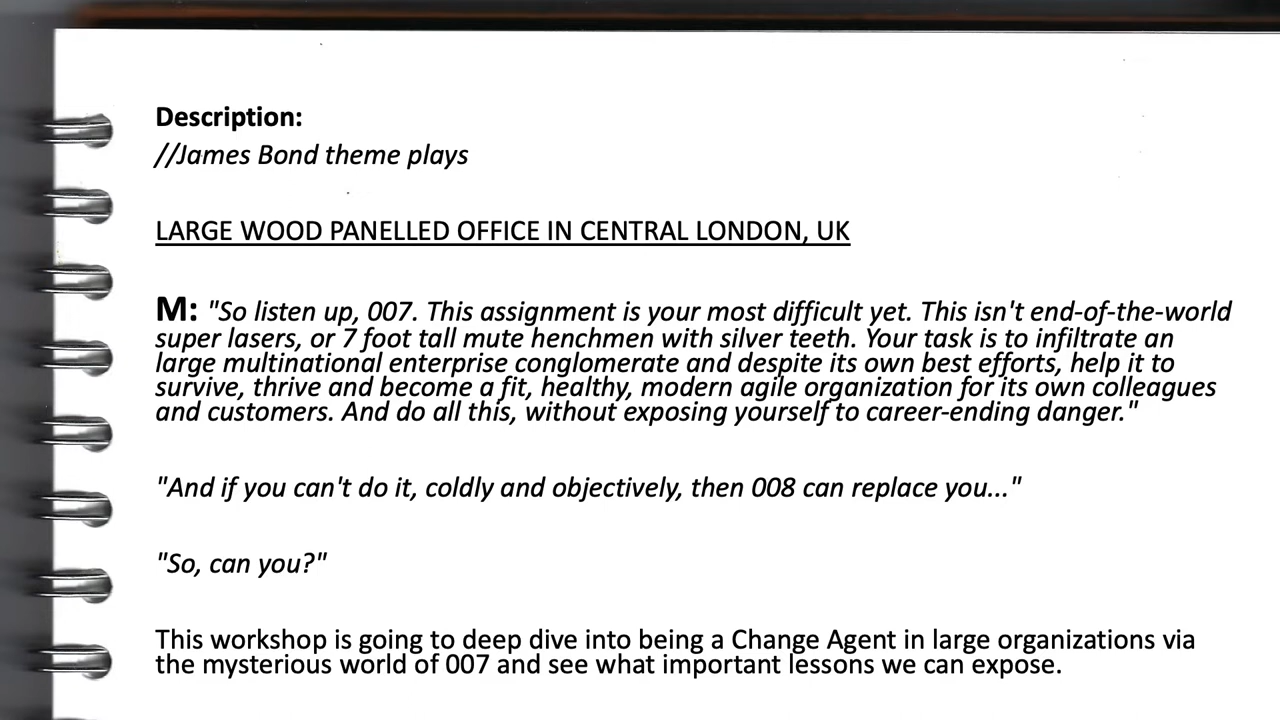 Description:
//James Bond theme plays
LARGE WOOD PANELLED OFFICE IN CENTRAL LONDON, UK
M: "So listen up, 007. This assignment is your most difficult yet. This isn't end-of-the-world
super lasers, or 7 foot tall mute henchmen with silver teeth. Your task is to infiltrate an
large multinational enterprise conglomerate and despite its own best efforts, help it to
survive, thrive and become a fit, healthy, modern agile organization for its own colleagues
and customers. And do all this, without exposing yourself to career-ending danger."
"And if you can't do it, coldly and objectively, then 008 can replace you..."
"So, can you?"
This workshop is going to deep dive into being a Change Agent in large organizations via
the mysterious world of 007 and see what important lessons we can expose.